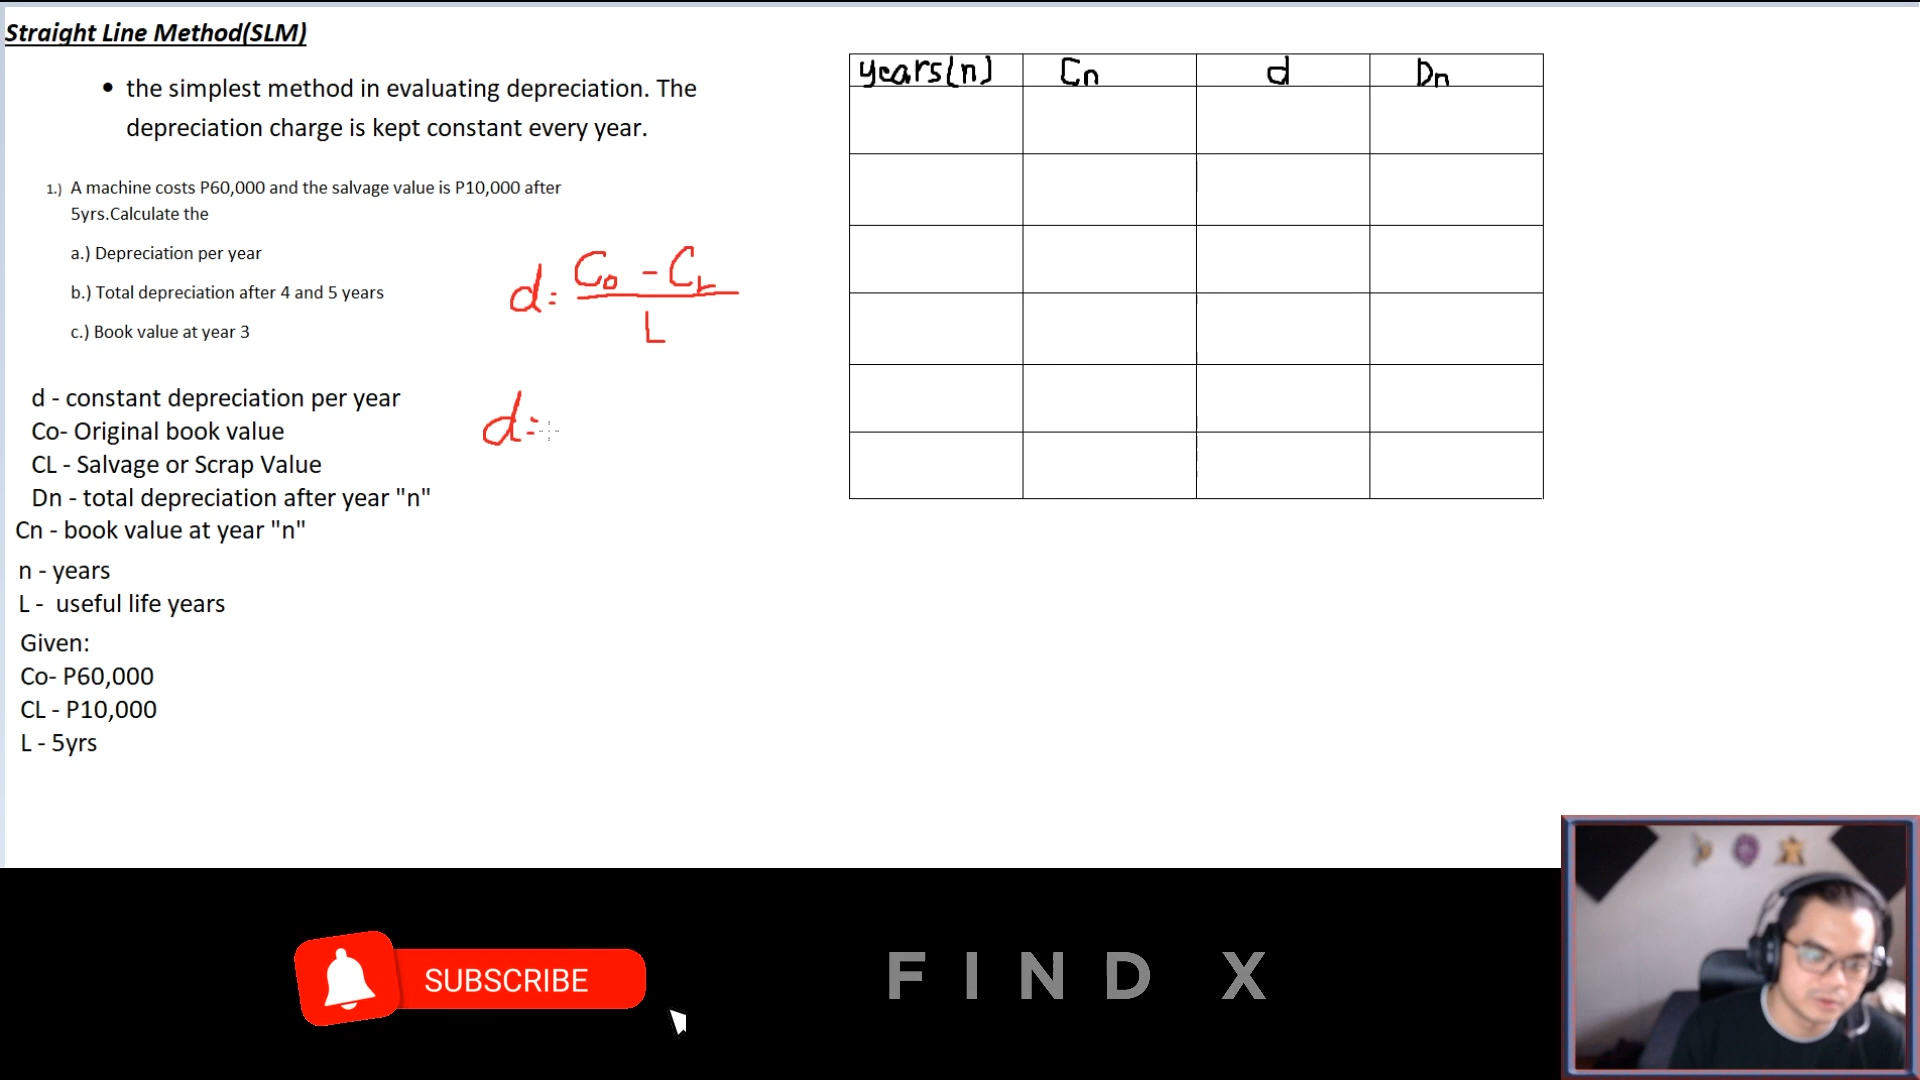 Straight Line Method(SLM)
• the simplest method in evaluating depreciation. The
depreciation charge is kept constant every year.
1.) A machine costs P60,000 and the salvage value is P10,000 after
5yrs.Calculate the
a.) Depreciation per year
b.) Total depreciation after 4 and 5 years
c.) Book value at year 3
d - constant depreciation per year
Co- Original book value
CL - Salvage or Scrap Value
Dn - total depreciation after year "n"
Cn - book value at year "n"
n - years
L - useful life years
Given:
Co- P60,000
CL - P10,000
L - 5yrs
d = Co - CL
L
d =
years(n) Cn d Dn
SUBSCRIBE
FIND X